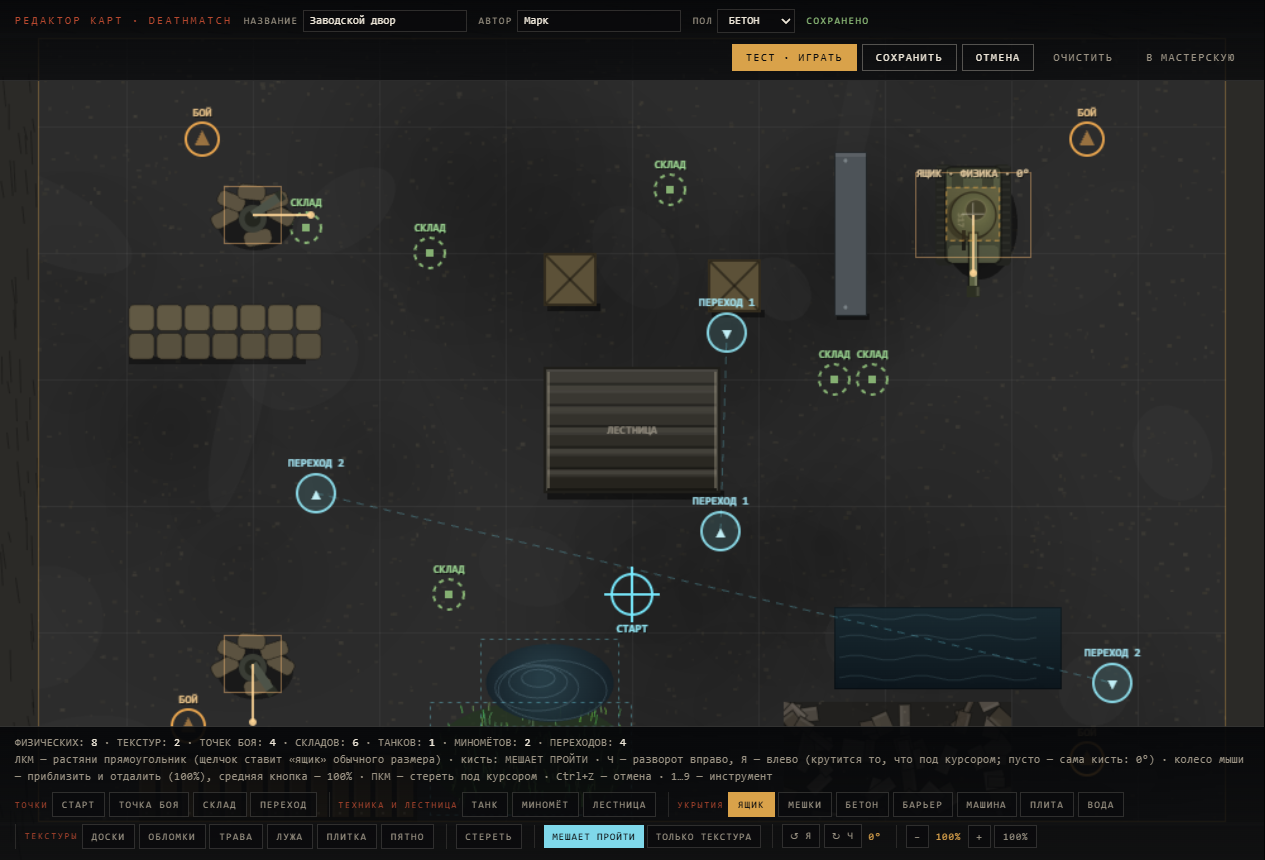 РЕДАКТОР КАРТ · DEATHMATCH НАЗВАНИЕ Заводской двор АВТОР Марк ПОЛ БЕТОН СОХРАНЕНО
ТЕСТ · ИГРАТЬ СОХРАНИТЬ ОТМЕНА ОЧИСТИТЬ В МАСТЕРСКУЮ
БОЙ
БОЙ
СКЛАД
ЯЩИК · ФИЗИКА · 0°
СКЛАД
СКЛАД
ПЕРЕХОД 1
СКЛАД СКЛАД
ЛЕСТНИЦА
ПЕРЕХОД 2
ПЕРЕХОД 1
СКЛАД
СТАРТ
ПЕРЕХОД 2
БОЙ
ФИЗИЧЕСКИХ: 8 · ТЕКСТУР: 2 · ТОЧЕК БОЯ: 4 · СКЛАДОВ: 6 · ТАНКОВ: 1 · МИНОМЁТОВ: 2 · ПЕРЕХОДОВ: 4
ЛКМ — растяни прямоугольник (щелчок ставит «ящик» обычного размера) · кисть: МЕШАЕТ ПРОЙТИ · Ч — разворот вправо, Я — влево (крутится то, что под курсором; пусто — сама кисть: 0°) · колесо мыши
— приблизить и отдалить (100%), средняя кнопка — 100% · ПКМ — стереть под курсором · Ctrl+Z — отмена · 1…9 — инструмент
ТОЧКИ СТАРТ ТОЧКА БОЯ СКЛАД ПЕРЕХОД ТЕХНИКА И ЛЕСТНИЦА ТАНК МИНОМЁТ ЛЕСТНИЦА УКРЫТИЯ ЯЩИК МЕШКИ БЕТОН БАРЬЕР МАШИНА ПЛИТА ВОДА
ТЕКСТУРЫ ДОСКИ ОБЛОМКИ ТРАВА ЛУЖА ПЛИТКА ПЯТНО СТЕРЕТЬ МЕШАЕТ ПРОЙТИ ТОЛЬКО ТЕКСТУРА ↺ Я ↻ Ч 0° − 100% + 100%